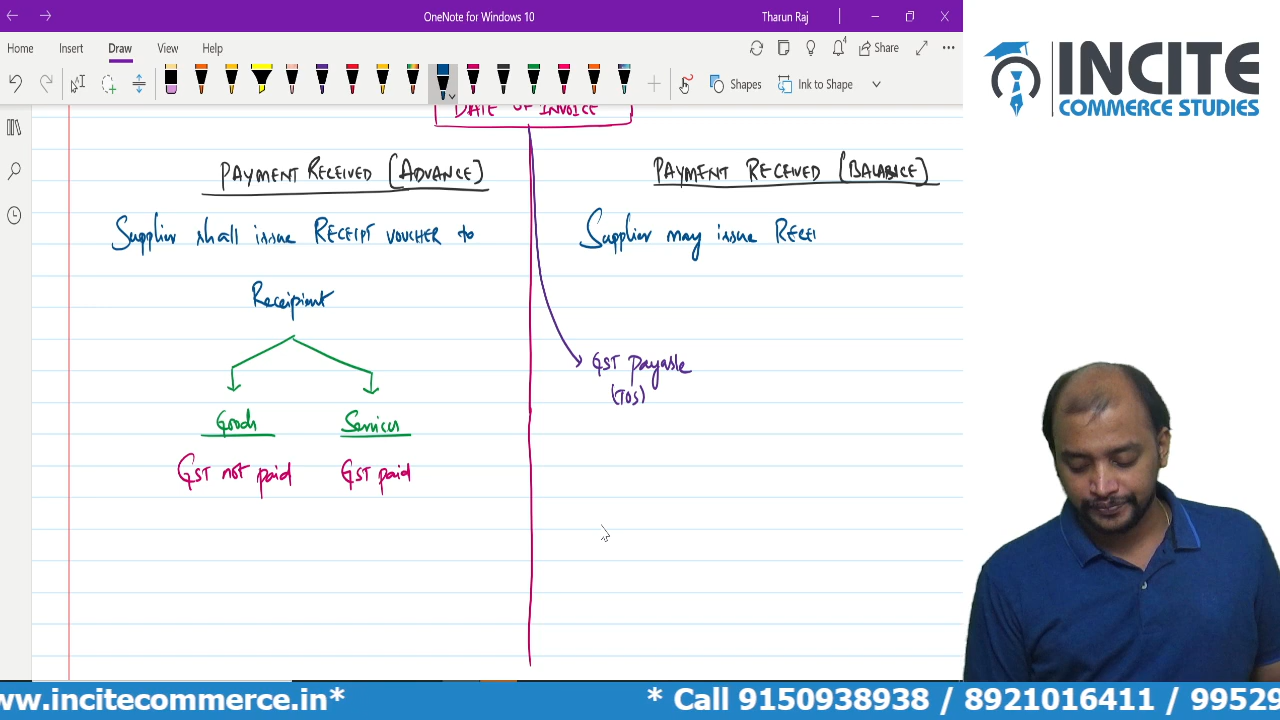 OneNote for Windows 10
Tharun Raj
Home Insert Draw View Help
4 Share
Shapes Ink to Shape
INCITE
COMMERCE STUDIES
DATE OF INVOICE
PAYMENT RECEIVED (ADVANCE)
Supplier shall issue RECEIPT VOUCHER to
Receipient
Goods Services
GST not paid GST paid
PAYMENT RECEIVED (BALANCE)
Supplier may issue RECEI
GST payable
(TOS)
ww.incitecommerce.in* * Call 9150938938 / 8921016411 / 99529